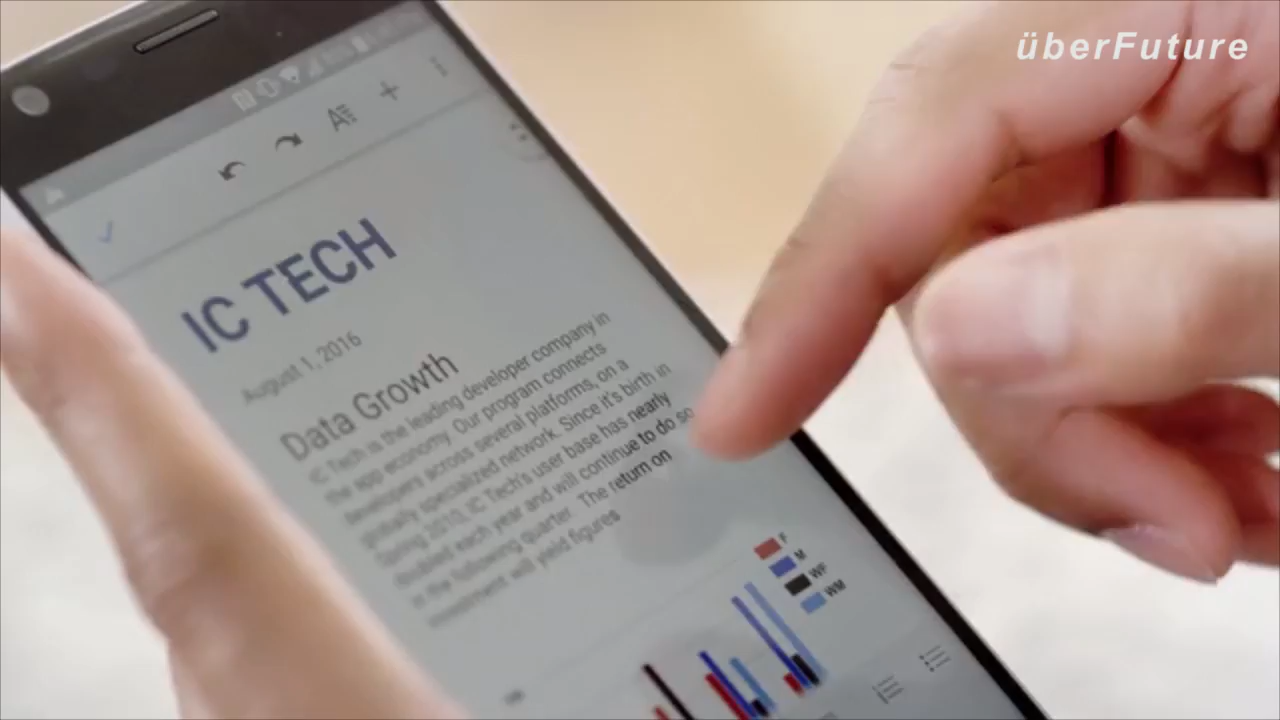 überFuture
IC TECH
August 1, 2016
Data Growth
IC Tech is the leading developer company in
the app economy. Our program connects
developers across several platforms, on a
globally specialized network. Since it's birth in
Spring 2010, IC Tech's user base has nearly
doubled each year and will continue to do so
in the following quarter. The return on
investment will yield figures
F
M
WF
WM